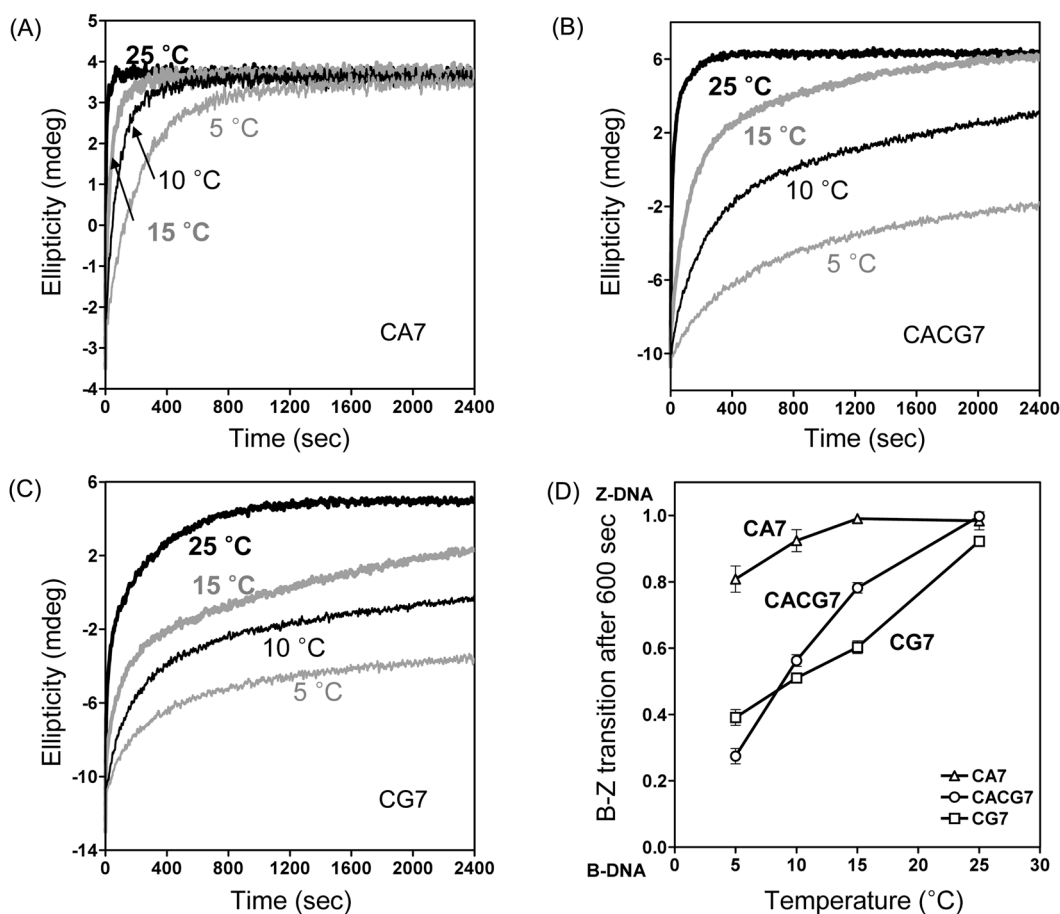 (A)
Ellipticity (mdeg)
5
4
3
2
1
0
-1
-2
-3
-4
25 °C
5 °C
10 °C
15 °C
CA7
0 400 800 1200 1600 2000 2400
Time (sec)
(B)
Ellipticity (mdeg)
6
2
-2
-6
-10
25 °C
15 °C
10 °C
5 °C
CACG7
0 400 800 1200 1600 2000 2400
Time (sec)
(C)
Ellipticity (mdeg)
6
2
-2
-6
-10
-14
25 °C
15 °C
10 °C
5 °C
CG7
0 400 800 1200 1600 2000 2400
Time (sec)
(D)
Z-DNA
B-Z transition after 600 sec
1.0
0.8
0.6
0.4
0.2
0.0
CA7
CACG7
CG7
CA7
CACG7
CG7
B-DNA
0 5 10 15 20 25 30
Temperature (°C)